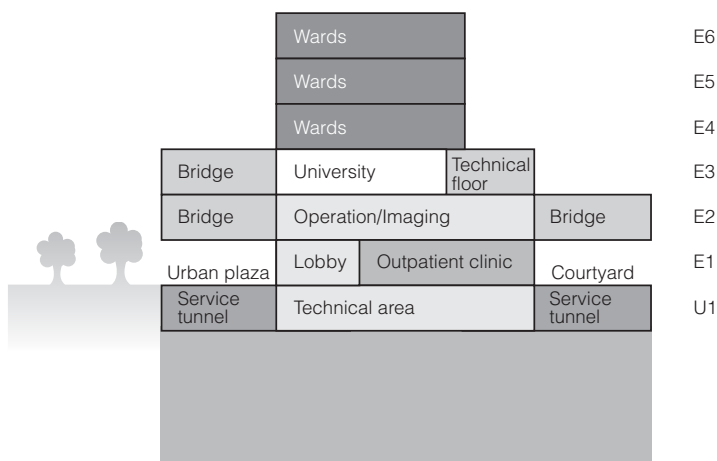 Wards E6
Wards E5
Wards E4
Bridge University Technical floor E3
Bridge Operation/Imaging Bridge E2
Urban plaza Lobby Outpatient clinic Courtyard E1
Service tunnel Technical area Service tunnel U1